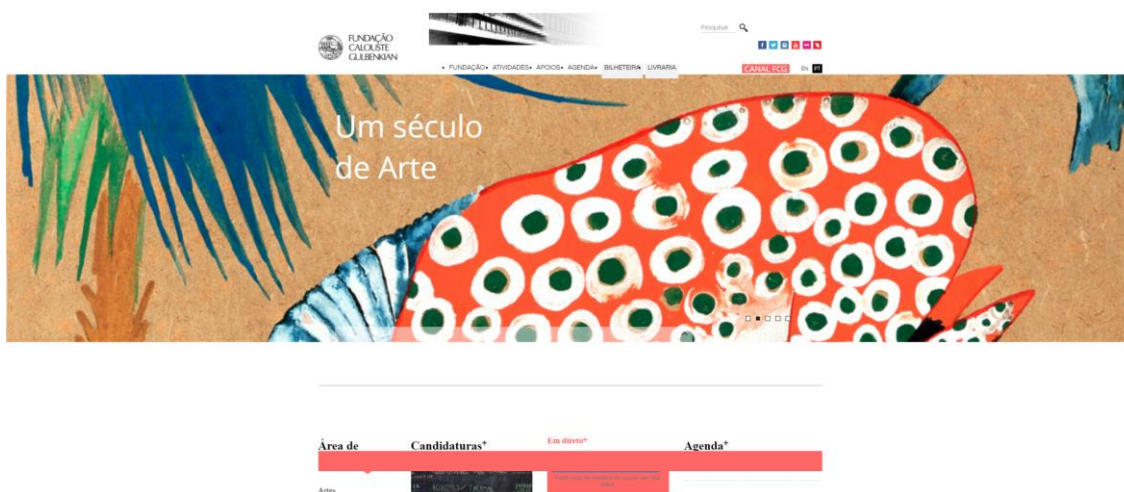 FUNDAÇÃO
CALOUSTE
GULBENKIAN
Pesquisar
FUNDAÇÃO• ATIVIDADES• APOIOS• AGENDA• BILHETEIRA LIVRARIA
CANAL FCG EN PT
Um século
de Arte
Área de
Candidaturas+
Em direto+
Agenda+
Artes